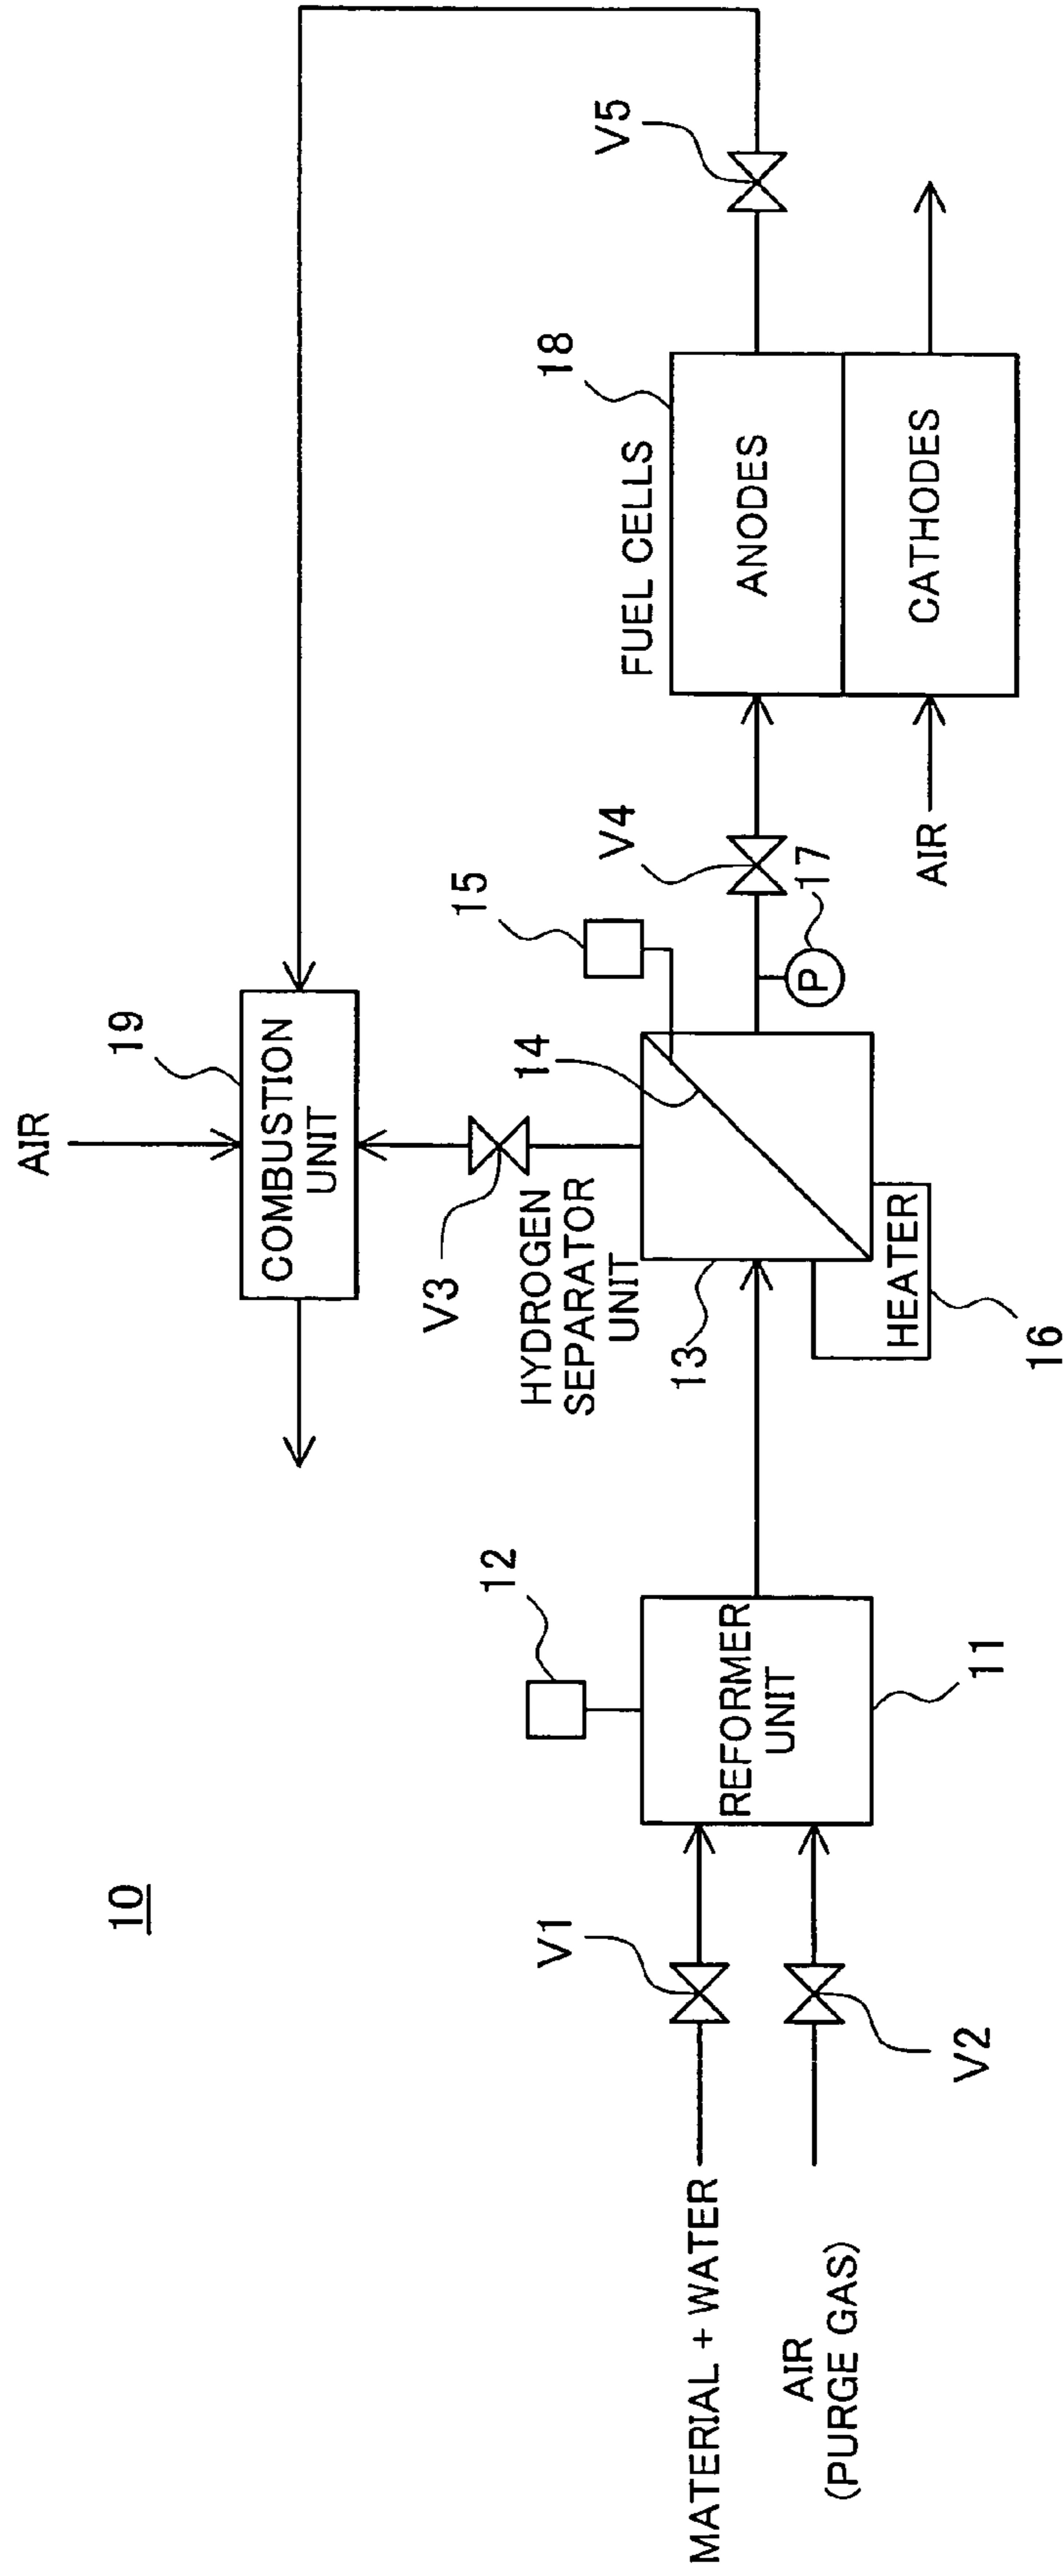 10
AIR
19
COMBUSTION
UNIT
V3
HYDROGEN
SEPARATOR
UNIT
14
15
V4
17
P
13
HEATER
16
V5
18
FUEL CELLS
ANODES
CATHODES
AIR
12
REFORMER
UNIT
11
V1
V2
MATERIAL + WATER
AIR
(PURGE GAS)